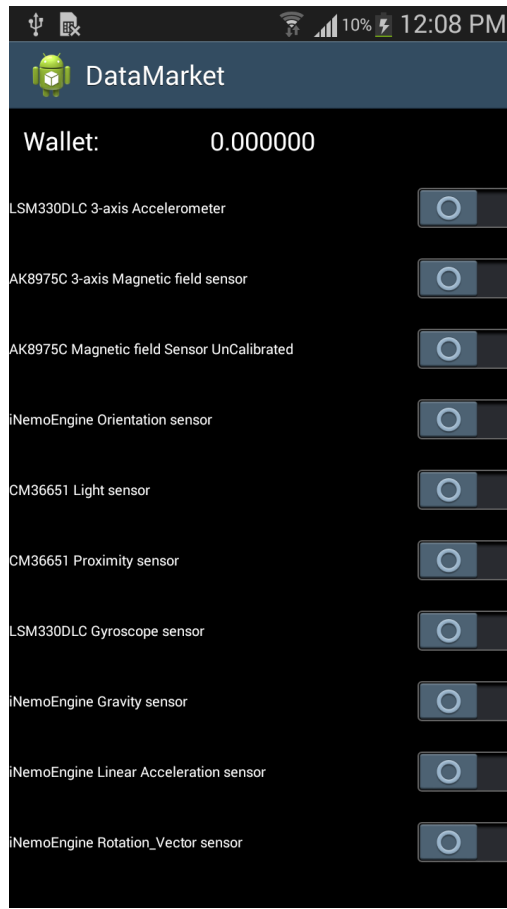 10% 12:08 PM
DataMarket
Wallet: 0.000000
LSM330DLC 3-axis Accelerometer
AK8975C 3-axis Magnetic field sensor
AK8975C Magnetic field Sensor UnCalibrated
iNemoEngine Orientation sensor
CM36651 Light sensor
CM36651 Proximity sensor
LSM330DLC Gyroscope sensor
iNemoEngine Gravity sensor
iNemoEngine Linear Acceleration sensor
iNemoEngine Rotation_Vector sensor